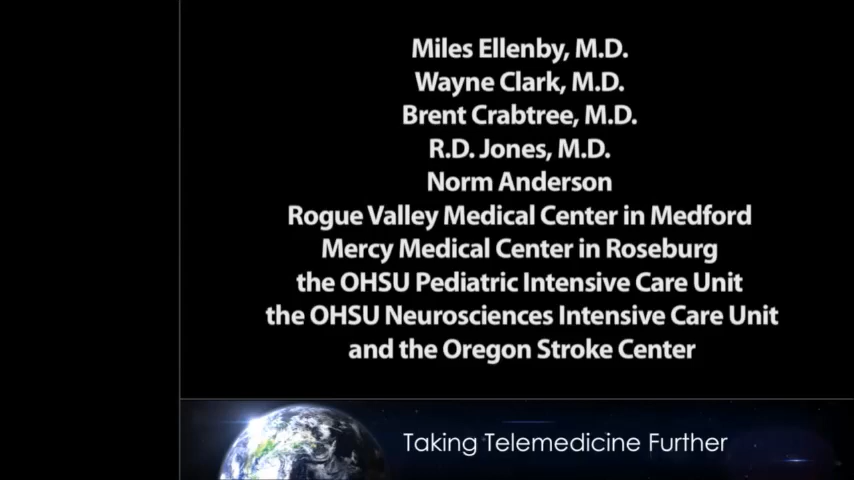 Miles Ellenby, M.D.
Wayne Clark, M.D.
Brent Crabtree, M.D.
R.D. Jones, M.D.
Norm Anderson
Rogue Valley Medical Center in Medford
Mercy Medical Center in Roseburg
the OHSU Pediatric Intensive Care Unit
the OHSU Neurosciences Intensive Care Unit
and the Oregon Stroke Center
Taking Telemedicine Further